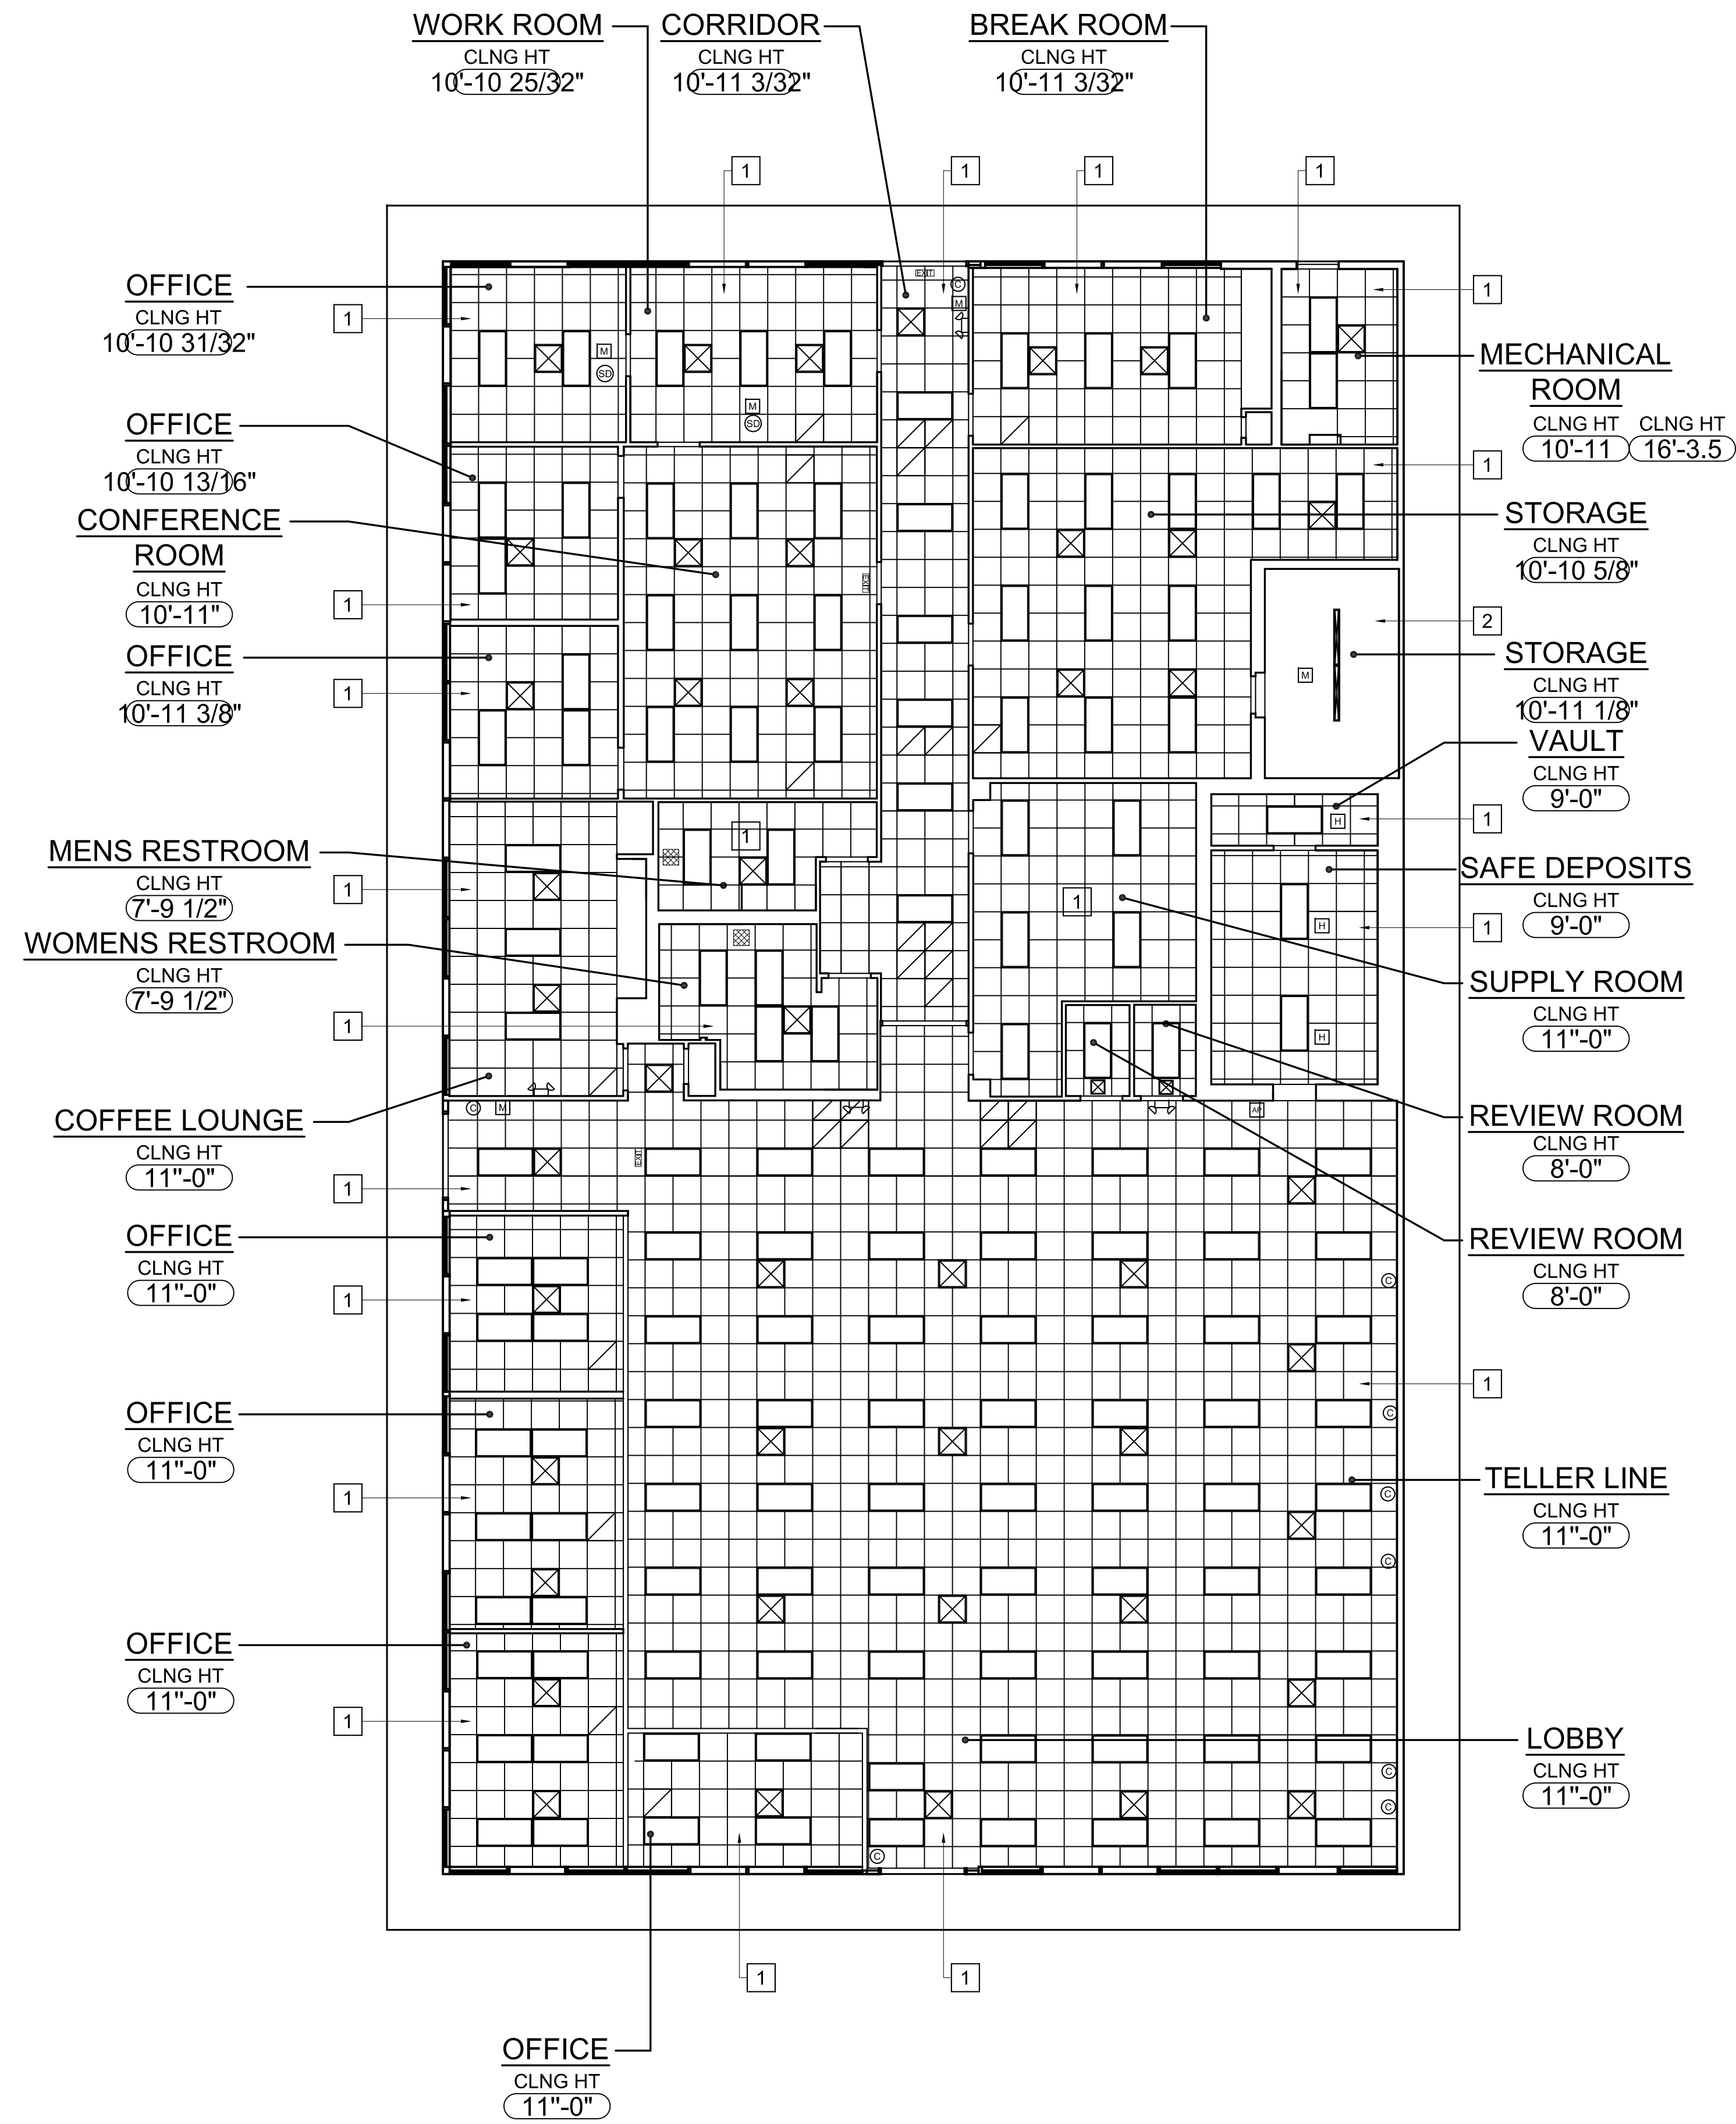 WORK ROOM
CLNG HT
10'-10 25/32"
CORRIDOR
CLNG HT
10'-11 3/32"
BREAK ROOM
CLNG HT
10'-11 3/32"
1
1
1
1
OFFICE
CLNG HT
10'-10 31/32"
1
OFFICE
CLNG HT
10'-10 13/16"
CONFERENCE
ROOM
CLNG HT
10'-11"
1
OFFICE
CLNG HT
10'-11 3/8"
1
MENS RESTROOM
CLNG HT
7'-9 1/2"
1
WOMENS RESTROOM
CLNG HT
7'-9 1/2"
1
COFFEE LOUNGE
CLNG HT
11"-0"
1
OFFICE
CLNG HT
11"-0"
1
OFFICE
CLNG HT
11"-0"
1
OFFICE
CLNG HT
11"-0"
1
EXIT
C
M
M
SD
M
SD
EXIT
M
1
1
H
H
H
C
M
AP
EXIT
C
C
C
C
C
C
C
1
MECHANICAL
ROOM
CLNG HT CLNG HT
10'-11 16'-3.5
1
STORAGE
CLNG HT
10'-10 5/8"
2
STORAGE
CLNG HT
10'-11 1/8"
VAULT
CLNG HT
9'-0"
1
SAFE DEPOSITS
CLNG HT
9'-0"
1
SUPPLY ROOM
CLNG HT
11"-0"
REVIEW ROOM
CLNG HT
8'-0"
REVIEW ROOM
CLNG HT
8'-0"
1
TELLER LINE
CLNG HT
11"-0"
LOBBY
CLNG HT
11"-0"
1
1
OFFICE
CLNG HT
11"-0"